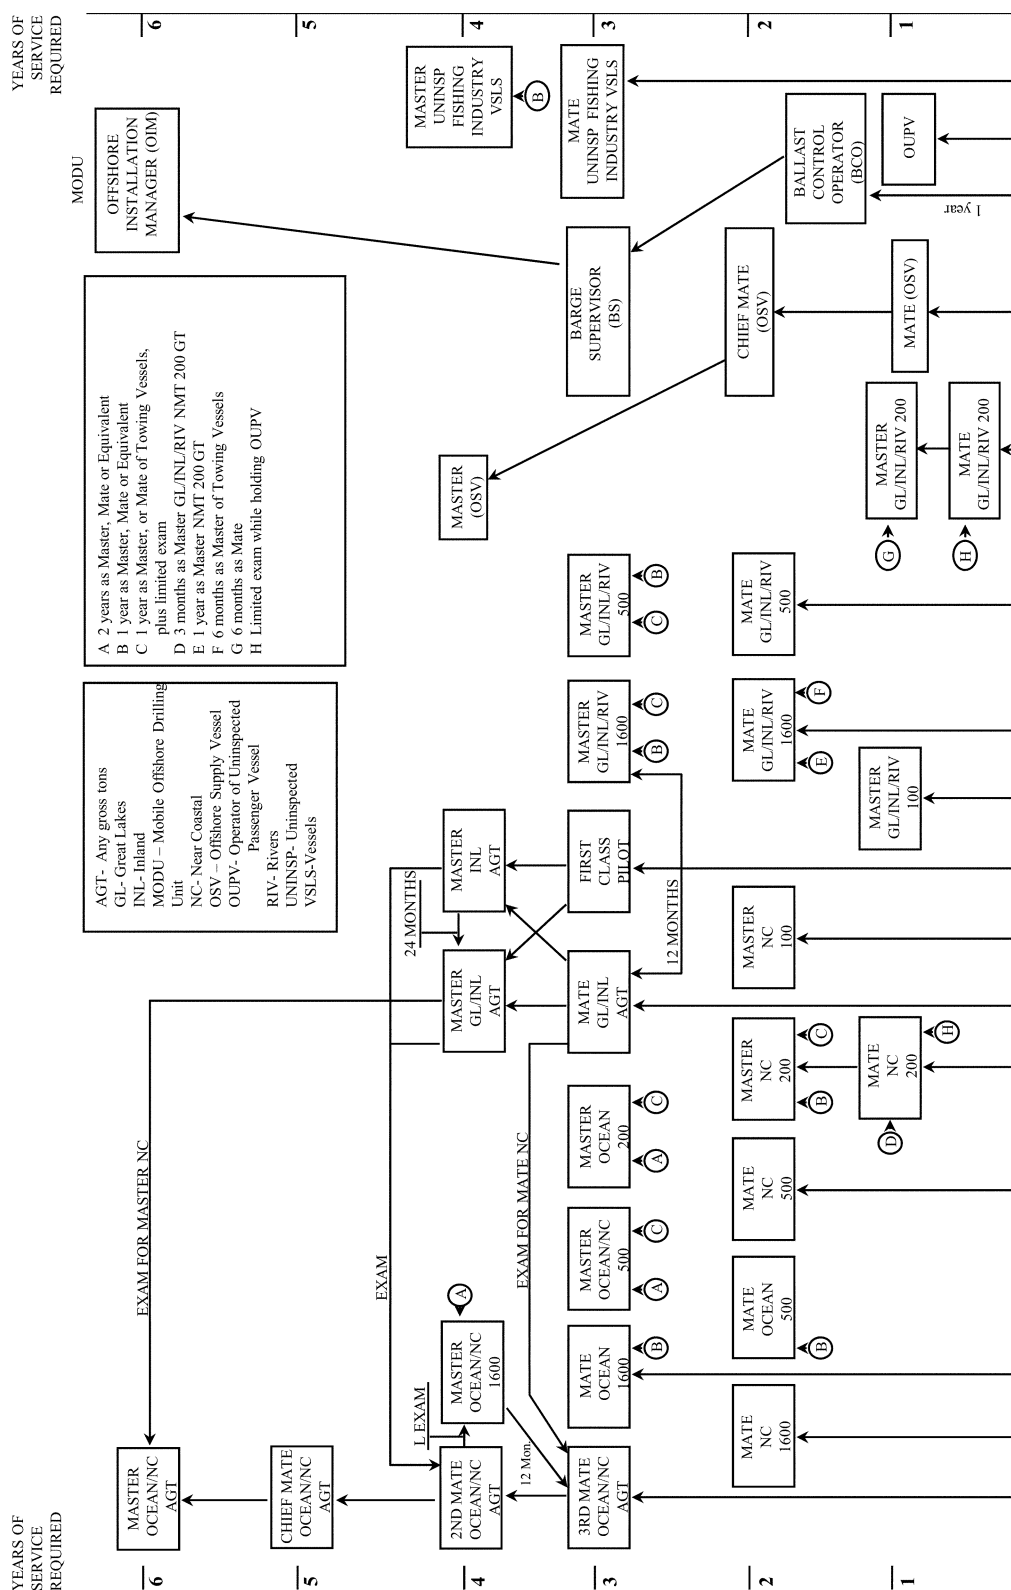 YEARS OF
SERVICE
REQUIRED
6
5
4
3
2
1
MASTER
OCEAN/NC
AGT
CHIEF MATE
OCEAN/NC
AGT
2ND MATE
OCEAN/NC
AGT
3RD MATE
OCEAN/NC
AGT
12 Mon.
L EXAM
MASTER
OCEAN/NC
1600
A
MATE
NC
1600
MATE
OCEAN
1600
B
MATE
OCEAN
500
B
MASTER
OCEAN/NC
500
A
C
MATE
NC
500
MASTER
OCEAN
200
A
C
MASTER
NC
200
B
C
MATE
NC
200
D
H
EXAM FOR MASTER NC
EXAM
EXAM FOR MATE NC
MASTER
GL/INL
AGT
MATE
GL/INL
AGT
24 MONTHS
12 MONTHS
MASTER
NC
100
MASTER
INL
AGT
FIRST
CLASS
PILOT
MASTER
GL/INL/RIV
100
MASTER
GL/INL/RIV
1600
B
C
MATE
GL/INL/RIV
1600
E
F
MASTER
GL/INL/RIV
500
C
B
MATE
GL/INL/RIV
500
AGT- Any gross tons
GL- Great Lakes
INL- Inland
MODU – Mobile Offshore Drilling
Unit
NC- Near Coastal
OSV – Offshore Supply Vessel
OUPV- Operator of Uninspected
Passenger Vessel
RIV- Rivers
UNINSP- Uninspected
VSLS-Vessels
A 2 years as Master, Mate or Equivalent
B 1 year as Master, Mate or Equivalent
C 1 year as Master, or Mate of Towing Vessels,
plus limited exam
D 3 months as Master GL/INL/RIV NMT 200 GT
E 1 year as Master NMT 200 GT
F 6 months as Master of Towing Vessels
G 6 months as Mate
H Limited exam while holding OUPV
MASTER
(OSV)
CHIEF MATE
(OSV)
MATE (OSV)
MASTER
GL/INL/RIV 200
G
MATE
GL/INL/RIV 200
H
MODU
OFFSHORE
INSTALLATION
MANAGER (OIM)
BARGE
SUPERVISOR
(BS)
BALLAST
CONTROL
OPERATOR
(BCO)
1 year
OUPV
MASTER
UNINSP
FISHING
INDUSTRY
VSLS
B
MATE
UNINSP FISHING
INDUSTRY VSLS
YEARS OF
SERVICE
REQUIRED
6
5
4
3
2
1